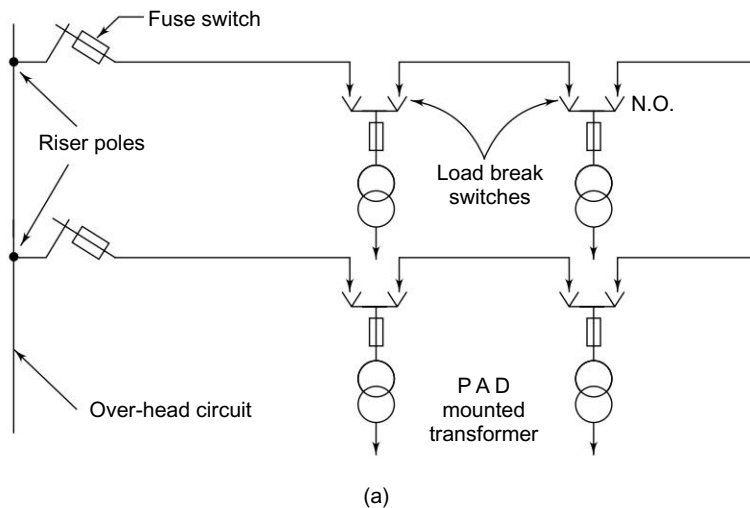 Fuse switch
N.O.
Riser poles
Load break
switches
Over-head circuit
P A D
mounted
transformer
(a)